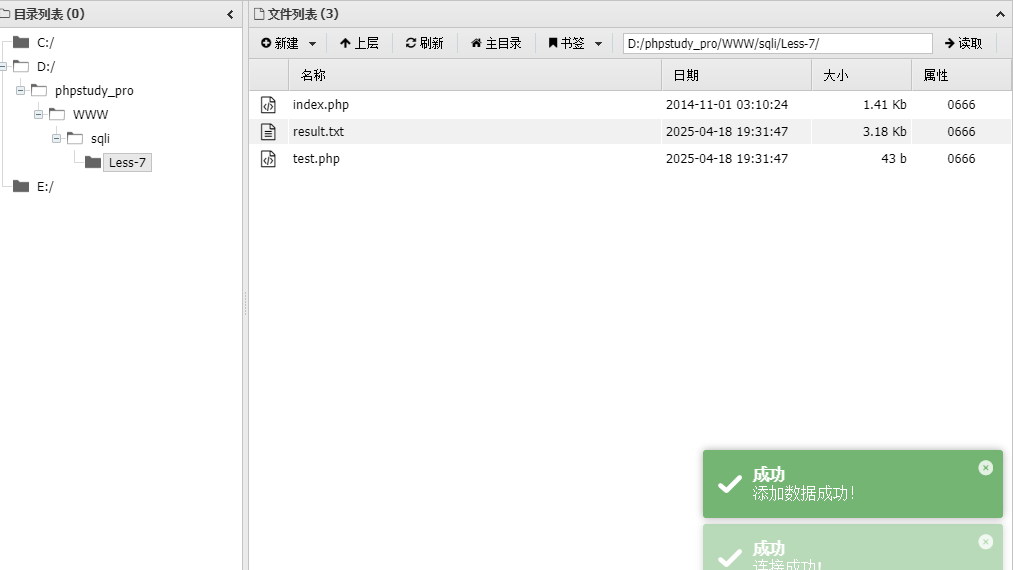 目录列表 (0)
C:/
D:/
phpstudy_pro
WWW
sqli
Less-7
E:/
文件列表 (3)
新建 上层 刷新 主目录 书签 D:/phpstudy_pro/WWW/sqli/Less-7/ 读取
名称 日期 大小 属性
index.php 2014-11-01 03:10:24 1.41 Kb 0666
result.txt 2025-04-18 19:31:47 3.18 Kb 0666
test.php 2025-04-18 19:31:47 43 b 0666
成功
添加数据成功!
成功
连接成功!